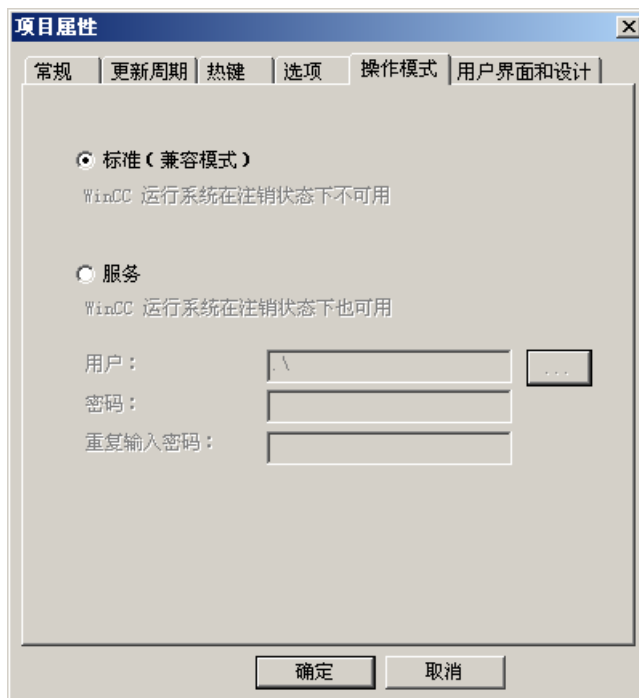 项目属性
常规 更新周期 热键 选项 操作模式 用户界面和设计
标准(兼容模式)
WinCC 运行系统在注销状态下不可用
服务
WinCC 运行系统在注销状态下也可用
用户: .\ ...
密码:
重复输入密码:
确定 取消